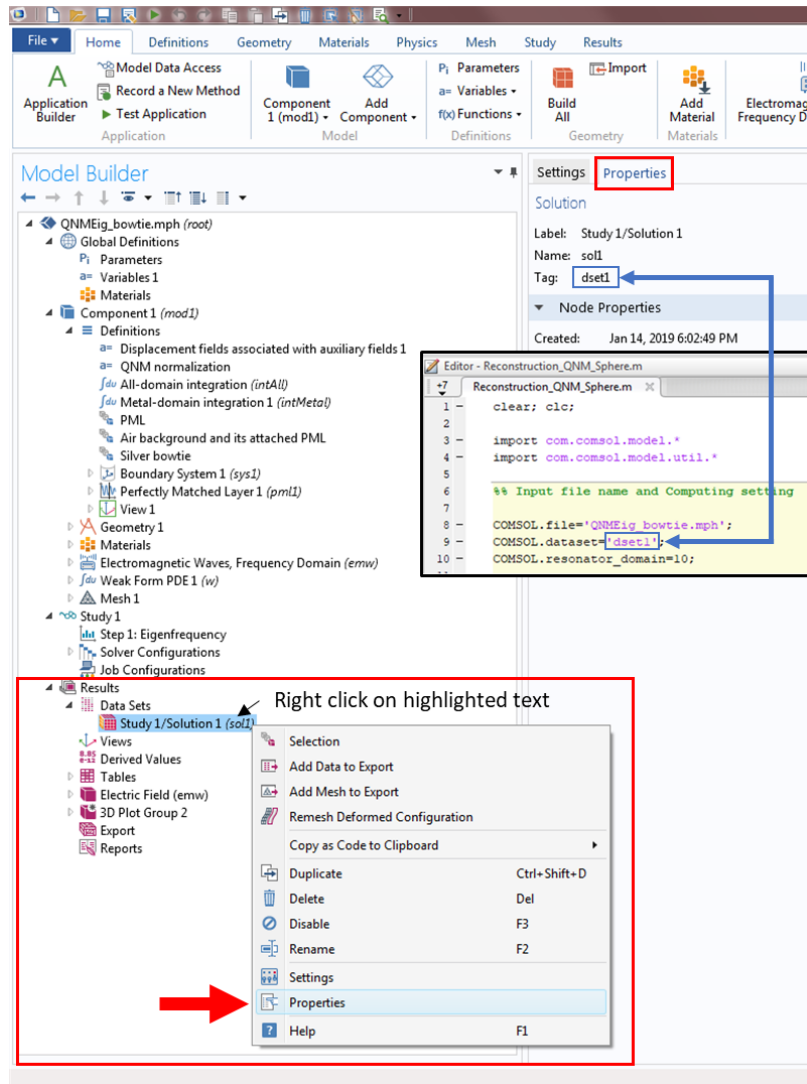 File
Home
Definitions
Geometry
Materials
Physics
Mesh
Study
Results
A
Application
Builder
Model Data Access
Record a New Method
Test Application
Application
Component
1 (mod1)
Add
Component
Model
Pi Parameters
a= Variables
f(x) Functions
Definitions
Build
All
Import
Geometry
Add
Material
Materials
Electromag
Frequency D
Model Builder
QNMEig_bowtie.mph (root)
Global Definitions
Pi Parameters
a= Variables 1
Materials
Component 1 (mod1)
Definitions
a= Displacement fields associated with auxiliary fields 1
a= QNM normalization
∫du All-domain integration (intAll)
∫du Metal-domain integration 1 (intMetal)
PML
Air background and its attached PML
Silver bowtie
Boundary System 1 (sys1)
Perfectly Matched Layer 1 (pml1)
View 1
Geometry 1
Materials
Electromagnetic Waves, Frequency Domain (emw)
∫du Weak Form PDE 1 (w)
Mesh 1
Study 1
Step 1: Eigenfrequency
Solver Configurations
Job Configurations
Results
Data Sets
Study 1/Solution 1 (sol1)
Views
8.85
e-12 Derived Values
Tables
Electric Field (emw)
3D Plot Group 2
Export
Reports
Right click on highlighted text
Selection
Add Data to Export
Add Mesh to Export
Remesh Deformed Configuration
Copy as Code to Clipboard
Duplicate Ctrl+Shift+D
Delete Del
Disable F3
Rename F2
Settings
Properties
? Help F1
Settings Properties
Solution
Label: Study 1/Solution 1
Name: sol1
Tag: dset1
Node Properties
Created: Jan 14, 2019 6:02:49 PM
Editor - Reconstruction_QNM_Sphere.m
+7 Reconstruction_QNM_Sphere.m
1 – clear; clc;
2
3 – import com.comsol.model.*
4 – import com.comsol.model.util.*
5
6 %% Input file name and Computing setting
7
8 – COMSOL.file='QNMEig_bowtie.mph';
9 – COMSOL.dataset='dset1';
10 – COMSOL.resonator_domain=10;